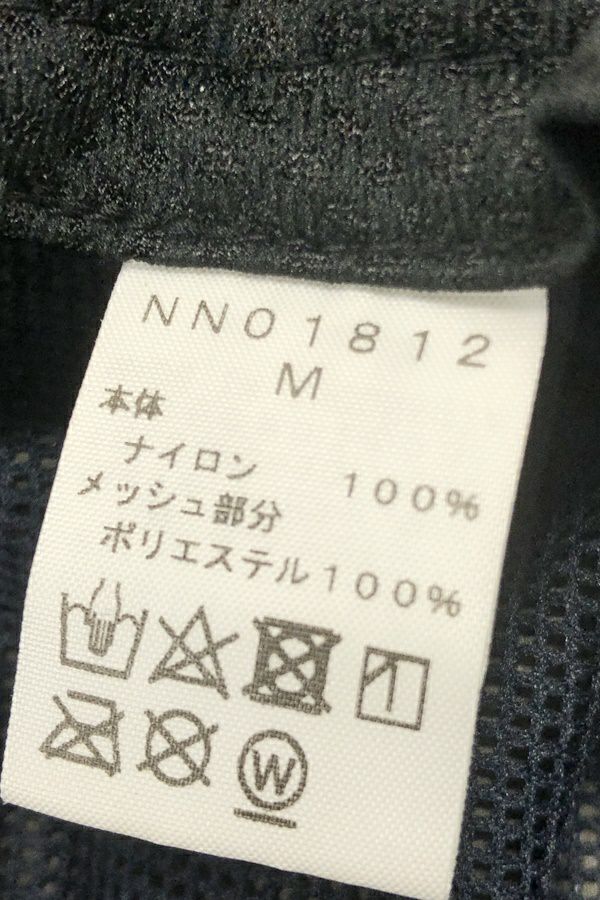 NN01812
M
本体
ナイロン 100%
メッシュ部分
ポリエステル100%
W